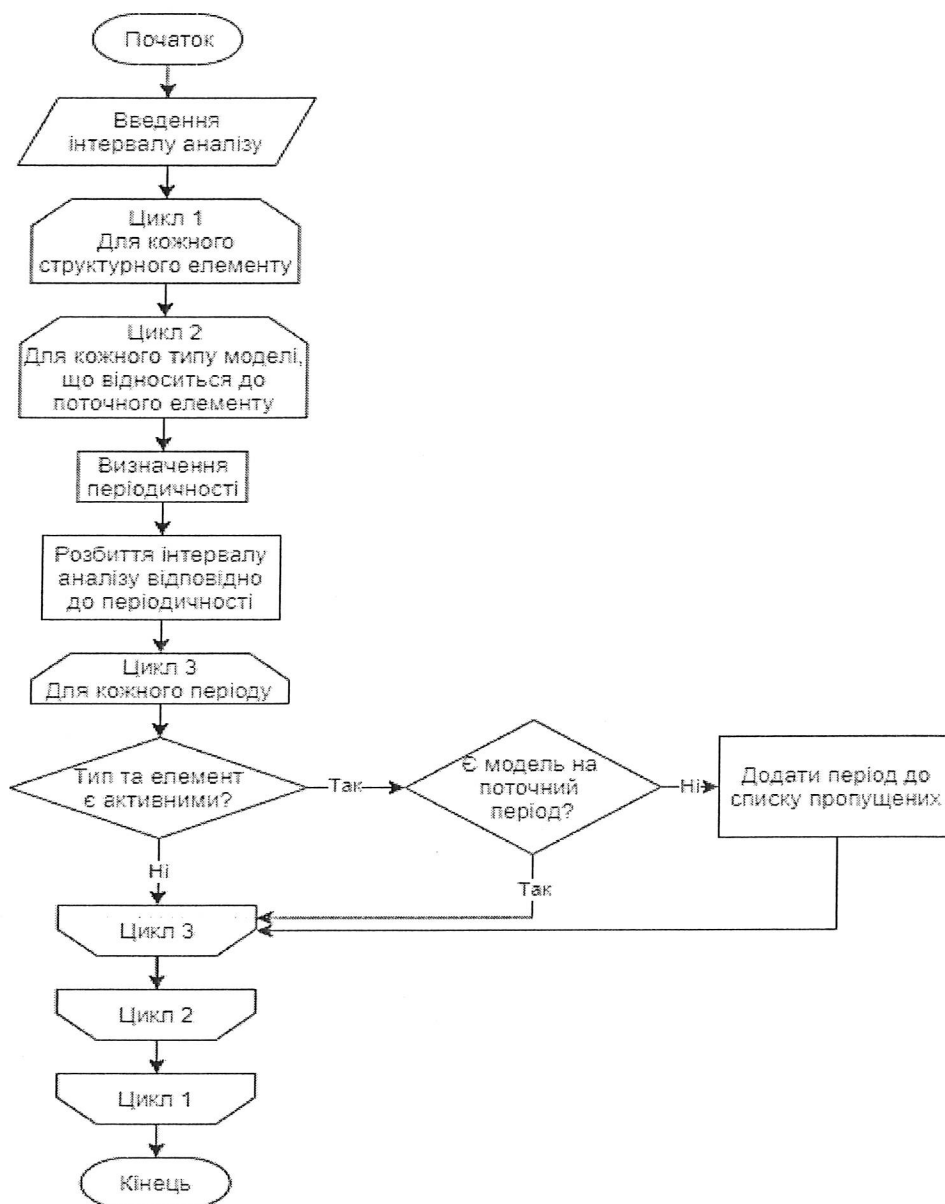 Початок
Введення
інтервалу аналізу
Цикл 1
Для кожного
структурного елементу
Цикл 2
Для кожного типу моделі,
що відноситься до
поточного елементу
Визначення
періодичності
Розбиття інтервалу
аналізу відповідно
до періодичності
Цикл 3
Для кожного періоду
Тип та елемент
є активними?
Так
Є модель на
поточний
період?
Ні
Додати період до
списку пропущених
Ні
Так
Цикл 3
Цикл 2
Цикл 1
Кінець